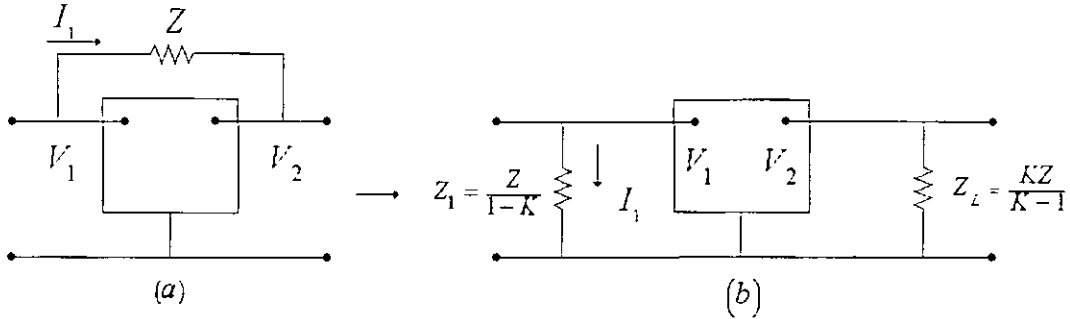 I₁ Z
V₁ V₂
(a)
Z₁ = Z / (1 − K)
I₁
V₁ V₂
Z_L = KZ / (K − 1)
(b)